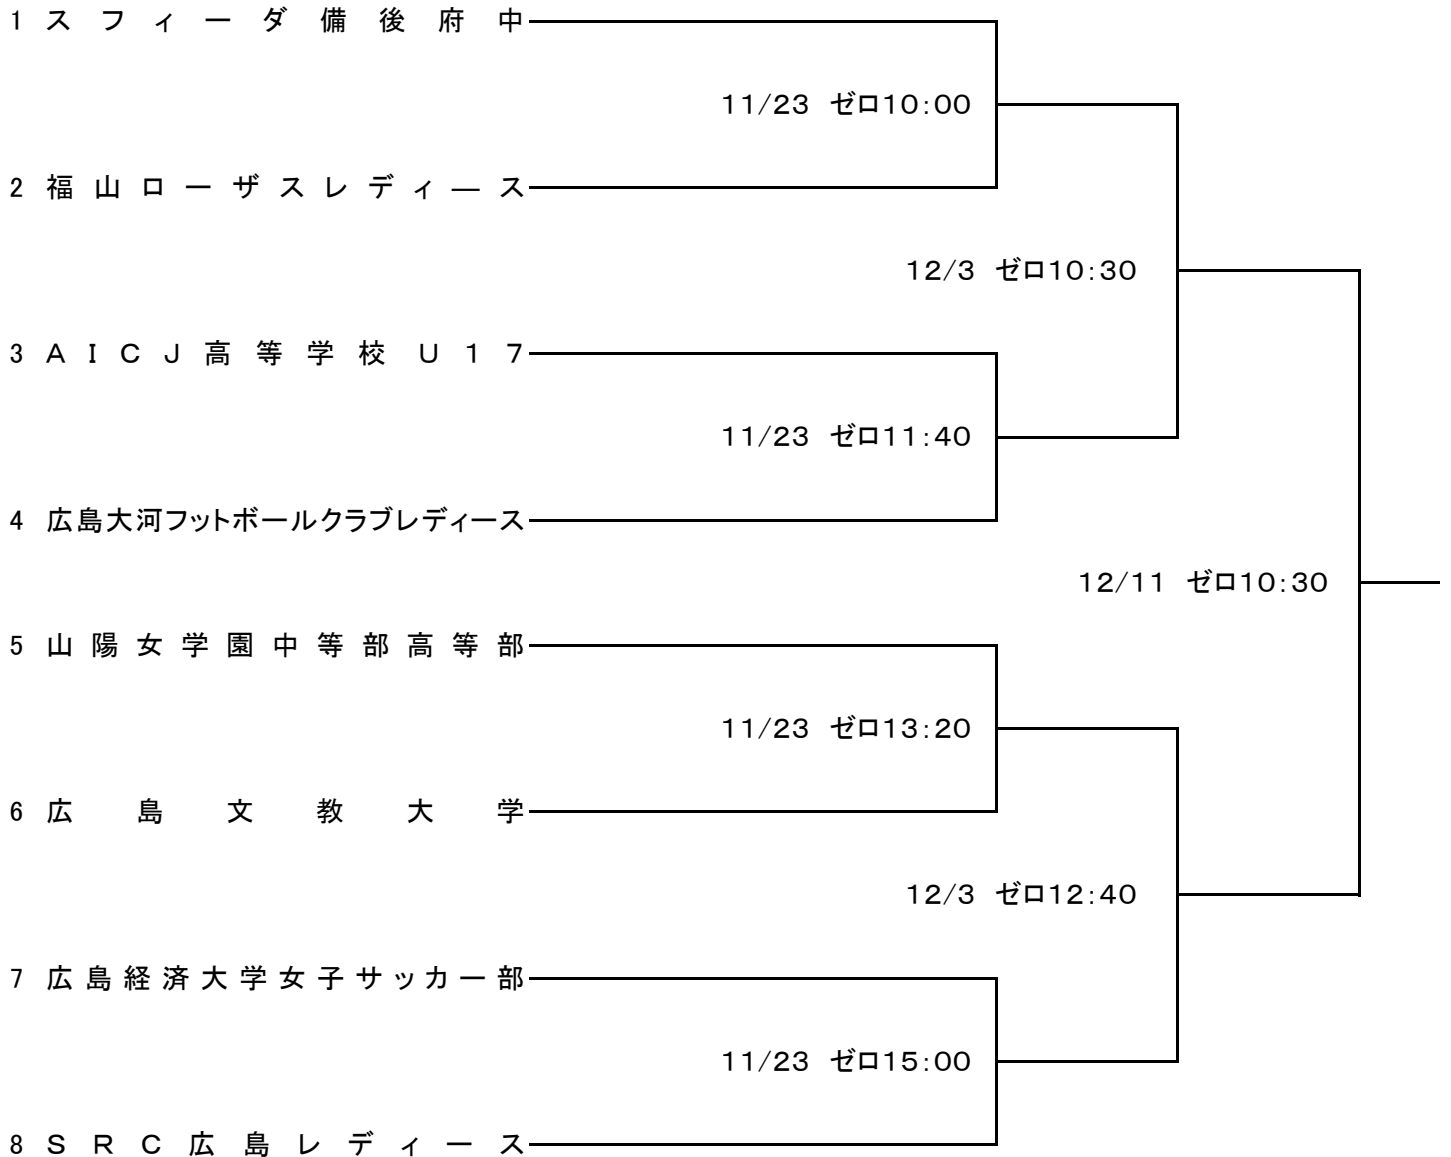 1 スフィーダ備後府中
11/23 ゼロ10:00
2 福山ローザスレディ―ス
12/3 ゼロ10:30
3 AICJ高等学校U17
11/23 ゼロ11:40
4 広島大河フットボールクラブレディース
12/11 ゼロ10:30
5 山陽女学園中等部高等部
11/23 ゼロ13:20
6 広島文教大学
12/3 ゼロ12:40
7 広島経済大学女子サッカー部
11/23 ゼロ15:00
8 SRC広島レディース